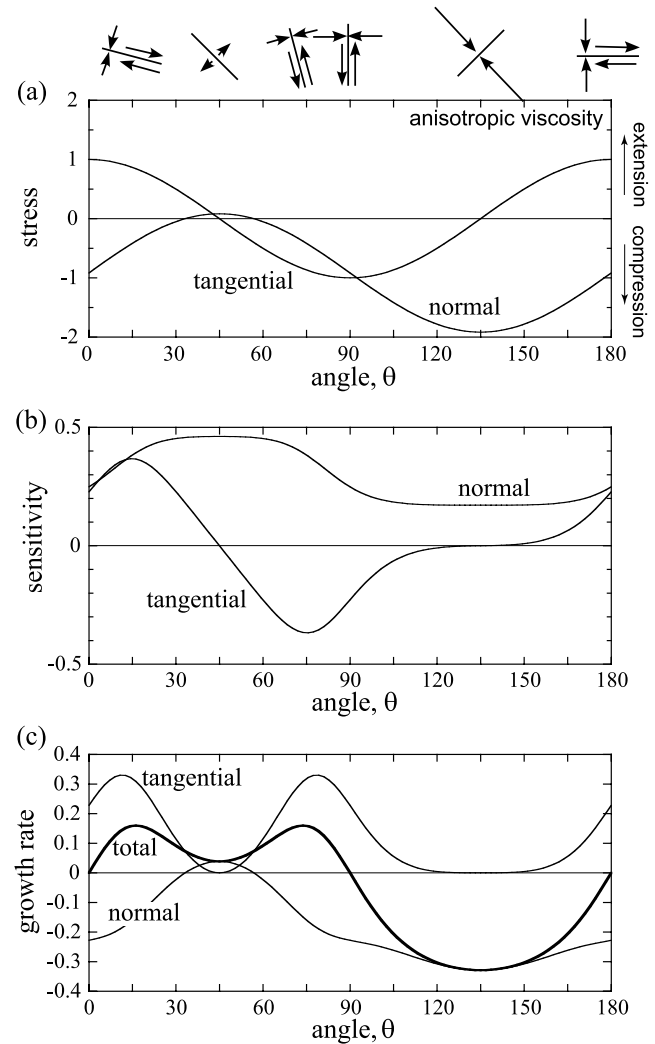 (a)
anisotropic viscosity
2
1
0
-1
-2
stress
tangential
normal
extension
compression
0 30 60 90 120 150 180
angle, θ
(b)
0.5
0
-0.5
sensitivity
normal
tangential
0 30 60 90 120 150 180
angle, θ
(c)
0.4
0.3
0.2
0.1
0
-0.1
-0.2
-0.3
-0.4
growth rate
tangential
total
normal
0 30 60 90 120 150 180
angle, θ